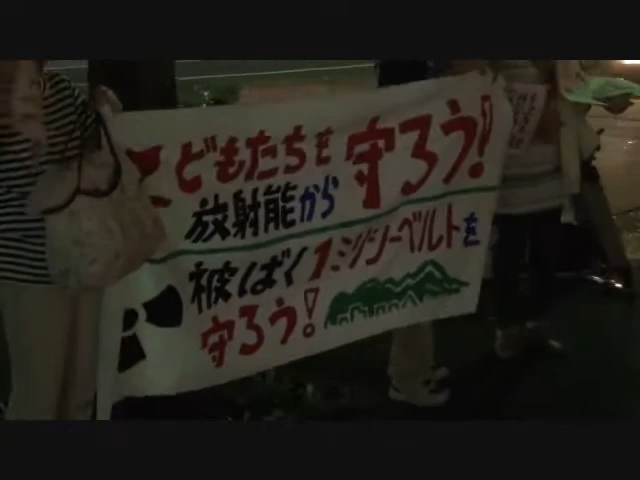 こどもたちを守ろう!
放射能から
被ばく1ミリシーベルトを
守ろう!